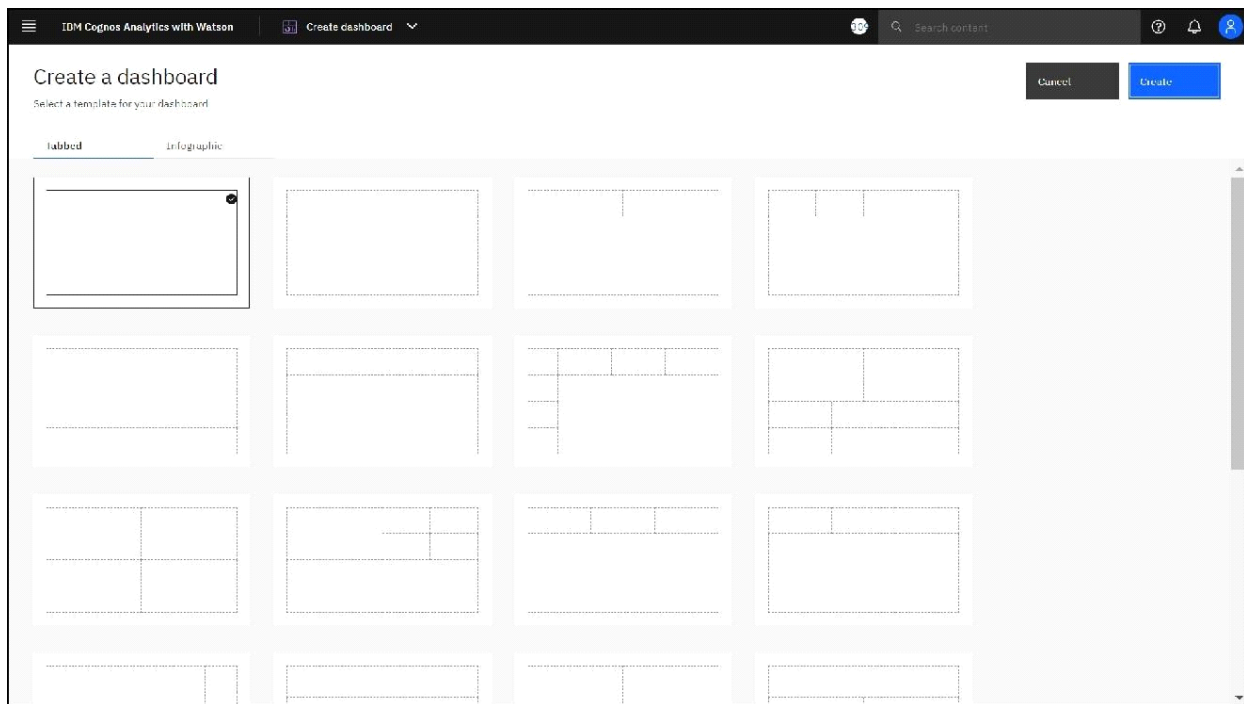 IBM Cognos Analytics with Watson
Create dashboard
Search content
Create a dashboard
Select a template for your dashboard
Cancel
Create
Tabbed
Infographic